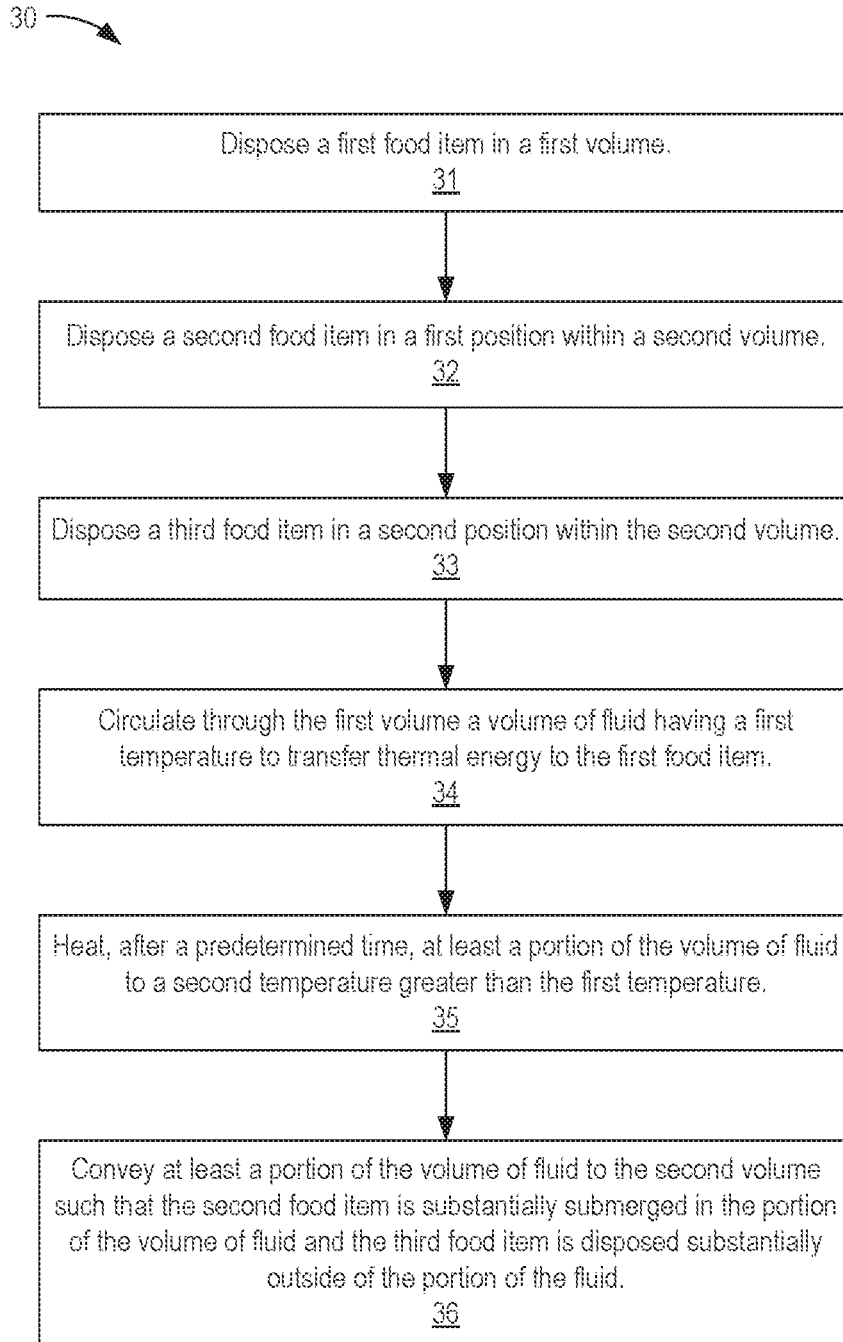 30
Dispose a first food item in a first volume.
31
Dispose a second food item in a first position within a second volume.
32
Dispose a third food item in a second position within the second volume.
33
Circulate through the first volume a volume of fluid having a first
temperature to transfer thermal energy to the first food item.
34
Heat, after a predetermined time, at least a portion of the volume of fluid
to a second temperature greater than the first temperature.
35
Convey at least a portion of the volume of fluid to the second volume
such that the second food item is substantially submerged in the portion
of the volume of fluid and the third food item is disposed substantially
outside of the portion of the fluid.
36